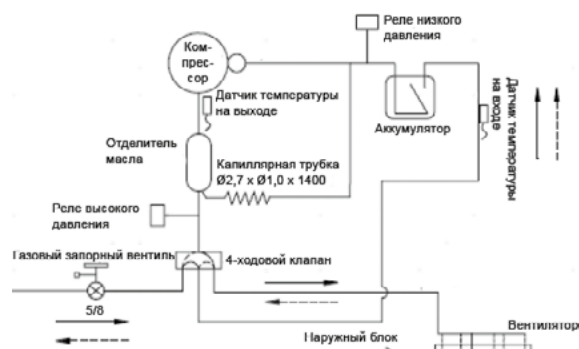 Реле низкого
давления
Ком-
прес-
сор
Датчик температуры
на выходе
Датчик температуры
на входе
Аккумулятор
Отделитель
масла
Капиллярная трубка
Ø2,7 x Ø1,0 x 1400
Реле высокого
давления
Газовый запорный вентиль
4-ходовой клапан
5/8
Вентилятор
Наружный блок